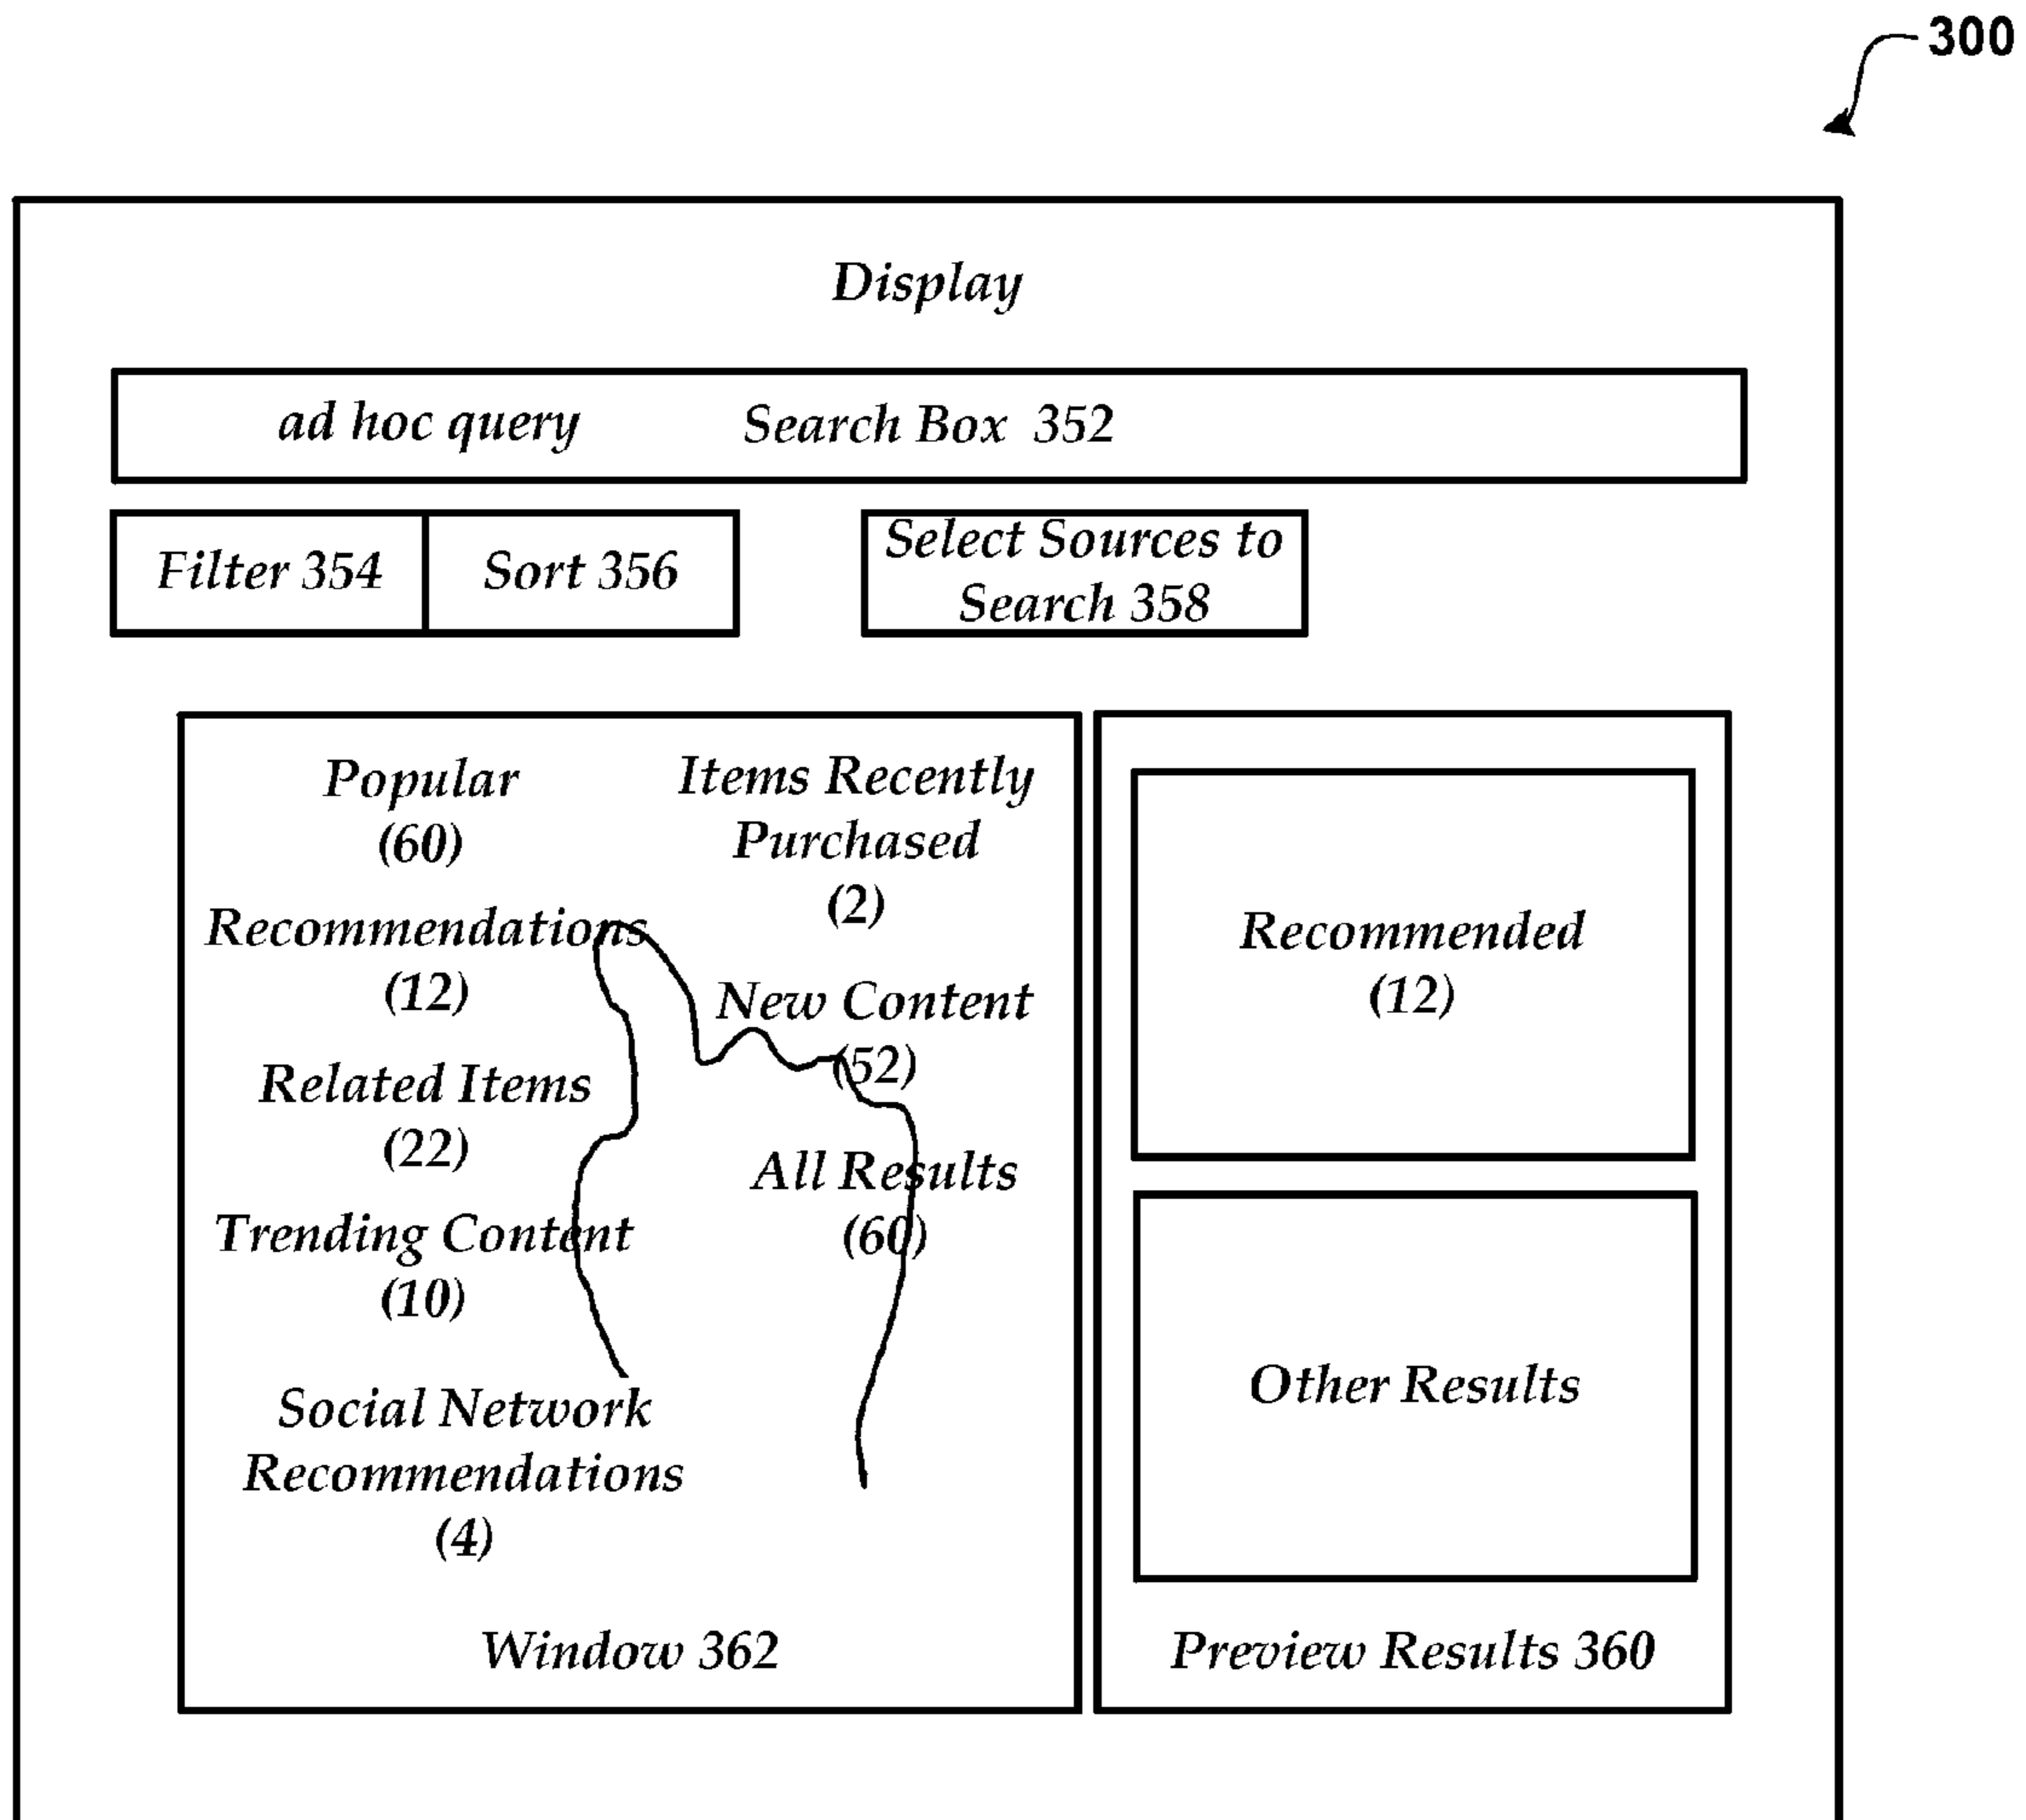 300
Display
ad hoc query Search Box 352
Filter 354 Sort 356
Select Sources to
Search 358
Popular
(60)
Recommendations
(12)
Related Items
(22)
Trending Content
(10)
Social Network
Recommendations
(4)
Items Recently
Purchased
(2)
New Content
(52)
All Results
(60)
Window 362
Recommended
(12)
Other Results
Preview Results 360